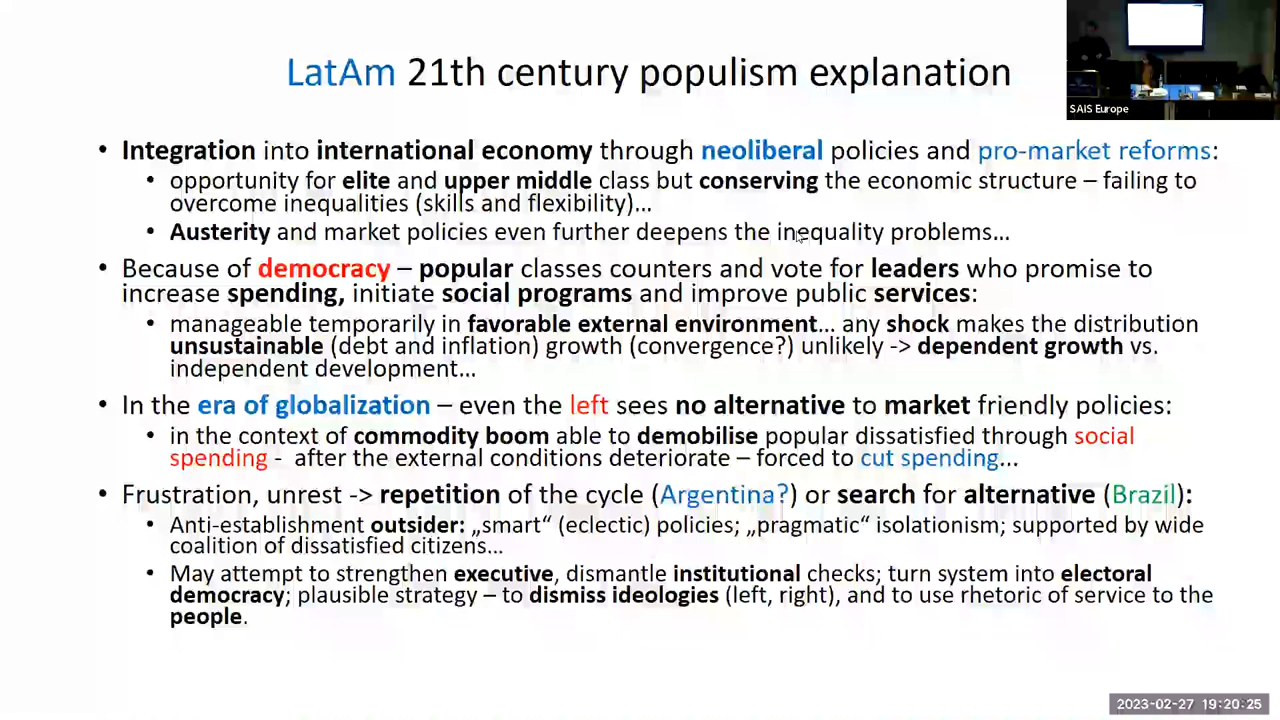 LatAm 21th century populism explanation
SAIS Europe
• Integration into international economy through neoliberal policies and pro-market reforms:
• opportunity for elite and upper middle class but conserving the economic structure – failing to
overcome inequalities (skills and flexibility)...
• Austerity and market policies even further deepens the inequality problems...
• Because of democracy – popular classes counters and vote for leaders who promise to
increase spending, initiate social programs and improve public services:
• manageable temporarily in favorable external environment... any shock makes the distribution
unsustainable (debt and inflation) growth (convergence?) unlikely -> dependent growth vs.
independent development...
• In the era of globalization – even the left sees no alternative to market friendly policies:
• in the context of commodity boom able to demobilise popular dissatisfied through social
spending - after the external conditions deteriorate – forced to cut spending...
• Frustration, unrest -> repetition of the cycle (Argentina?) or search for alternative (Brazil):
• Anti-establishment outsider: „smart“ (eclectic) policies; „pragmatic“ isolationism; supported by wide
coalition of dissatisfied citizens...
• May attempt to strengthen executive, dismantle institutional checks; turn system into electoral
democracy; plausible strategy – to dismiss ideologies (left, right), and to use rhetoric of service to the
people.
2023-02-27 19:20:25